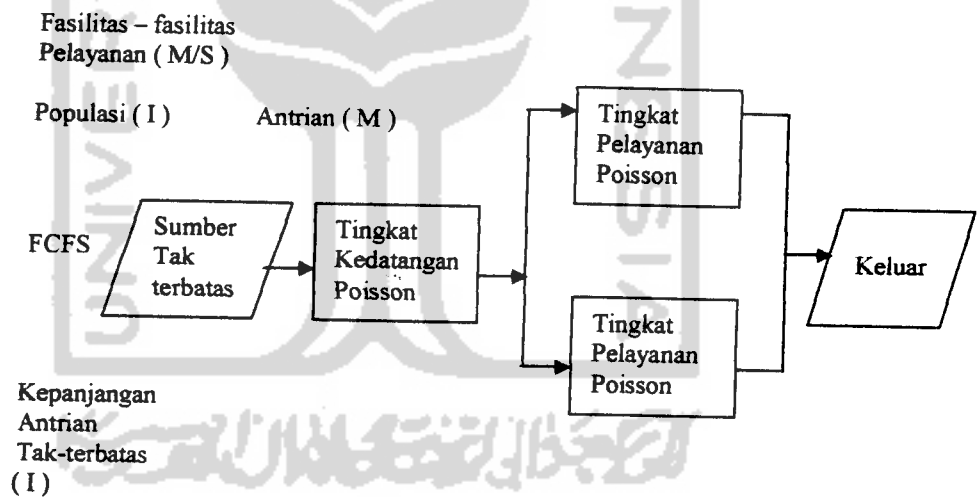 Fasilitas – fasilitas
Pelayanan ( M/S )
Populasi ( I )
Antrian ( M )
Tingkat
Pelayanan
Poisson
FCFS
Sumber
Tak
terbatas
Tingkat
Kedatangan
Poisson
Keluar
Tingkat
Pelayanan
Poisson
Kepanjangan
Antrian
Tak-terbatas
( I )